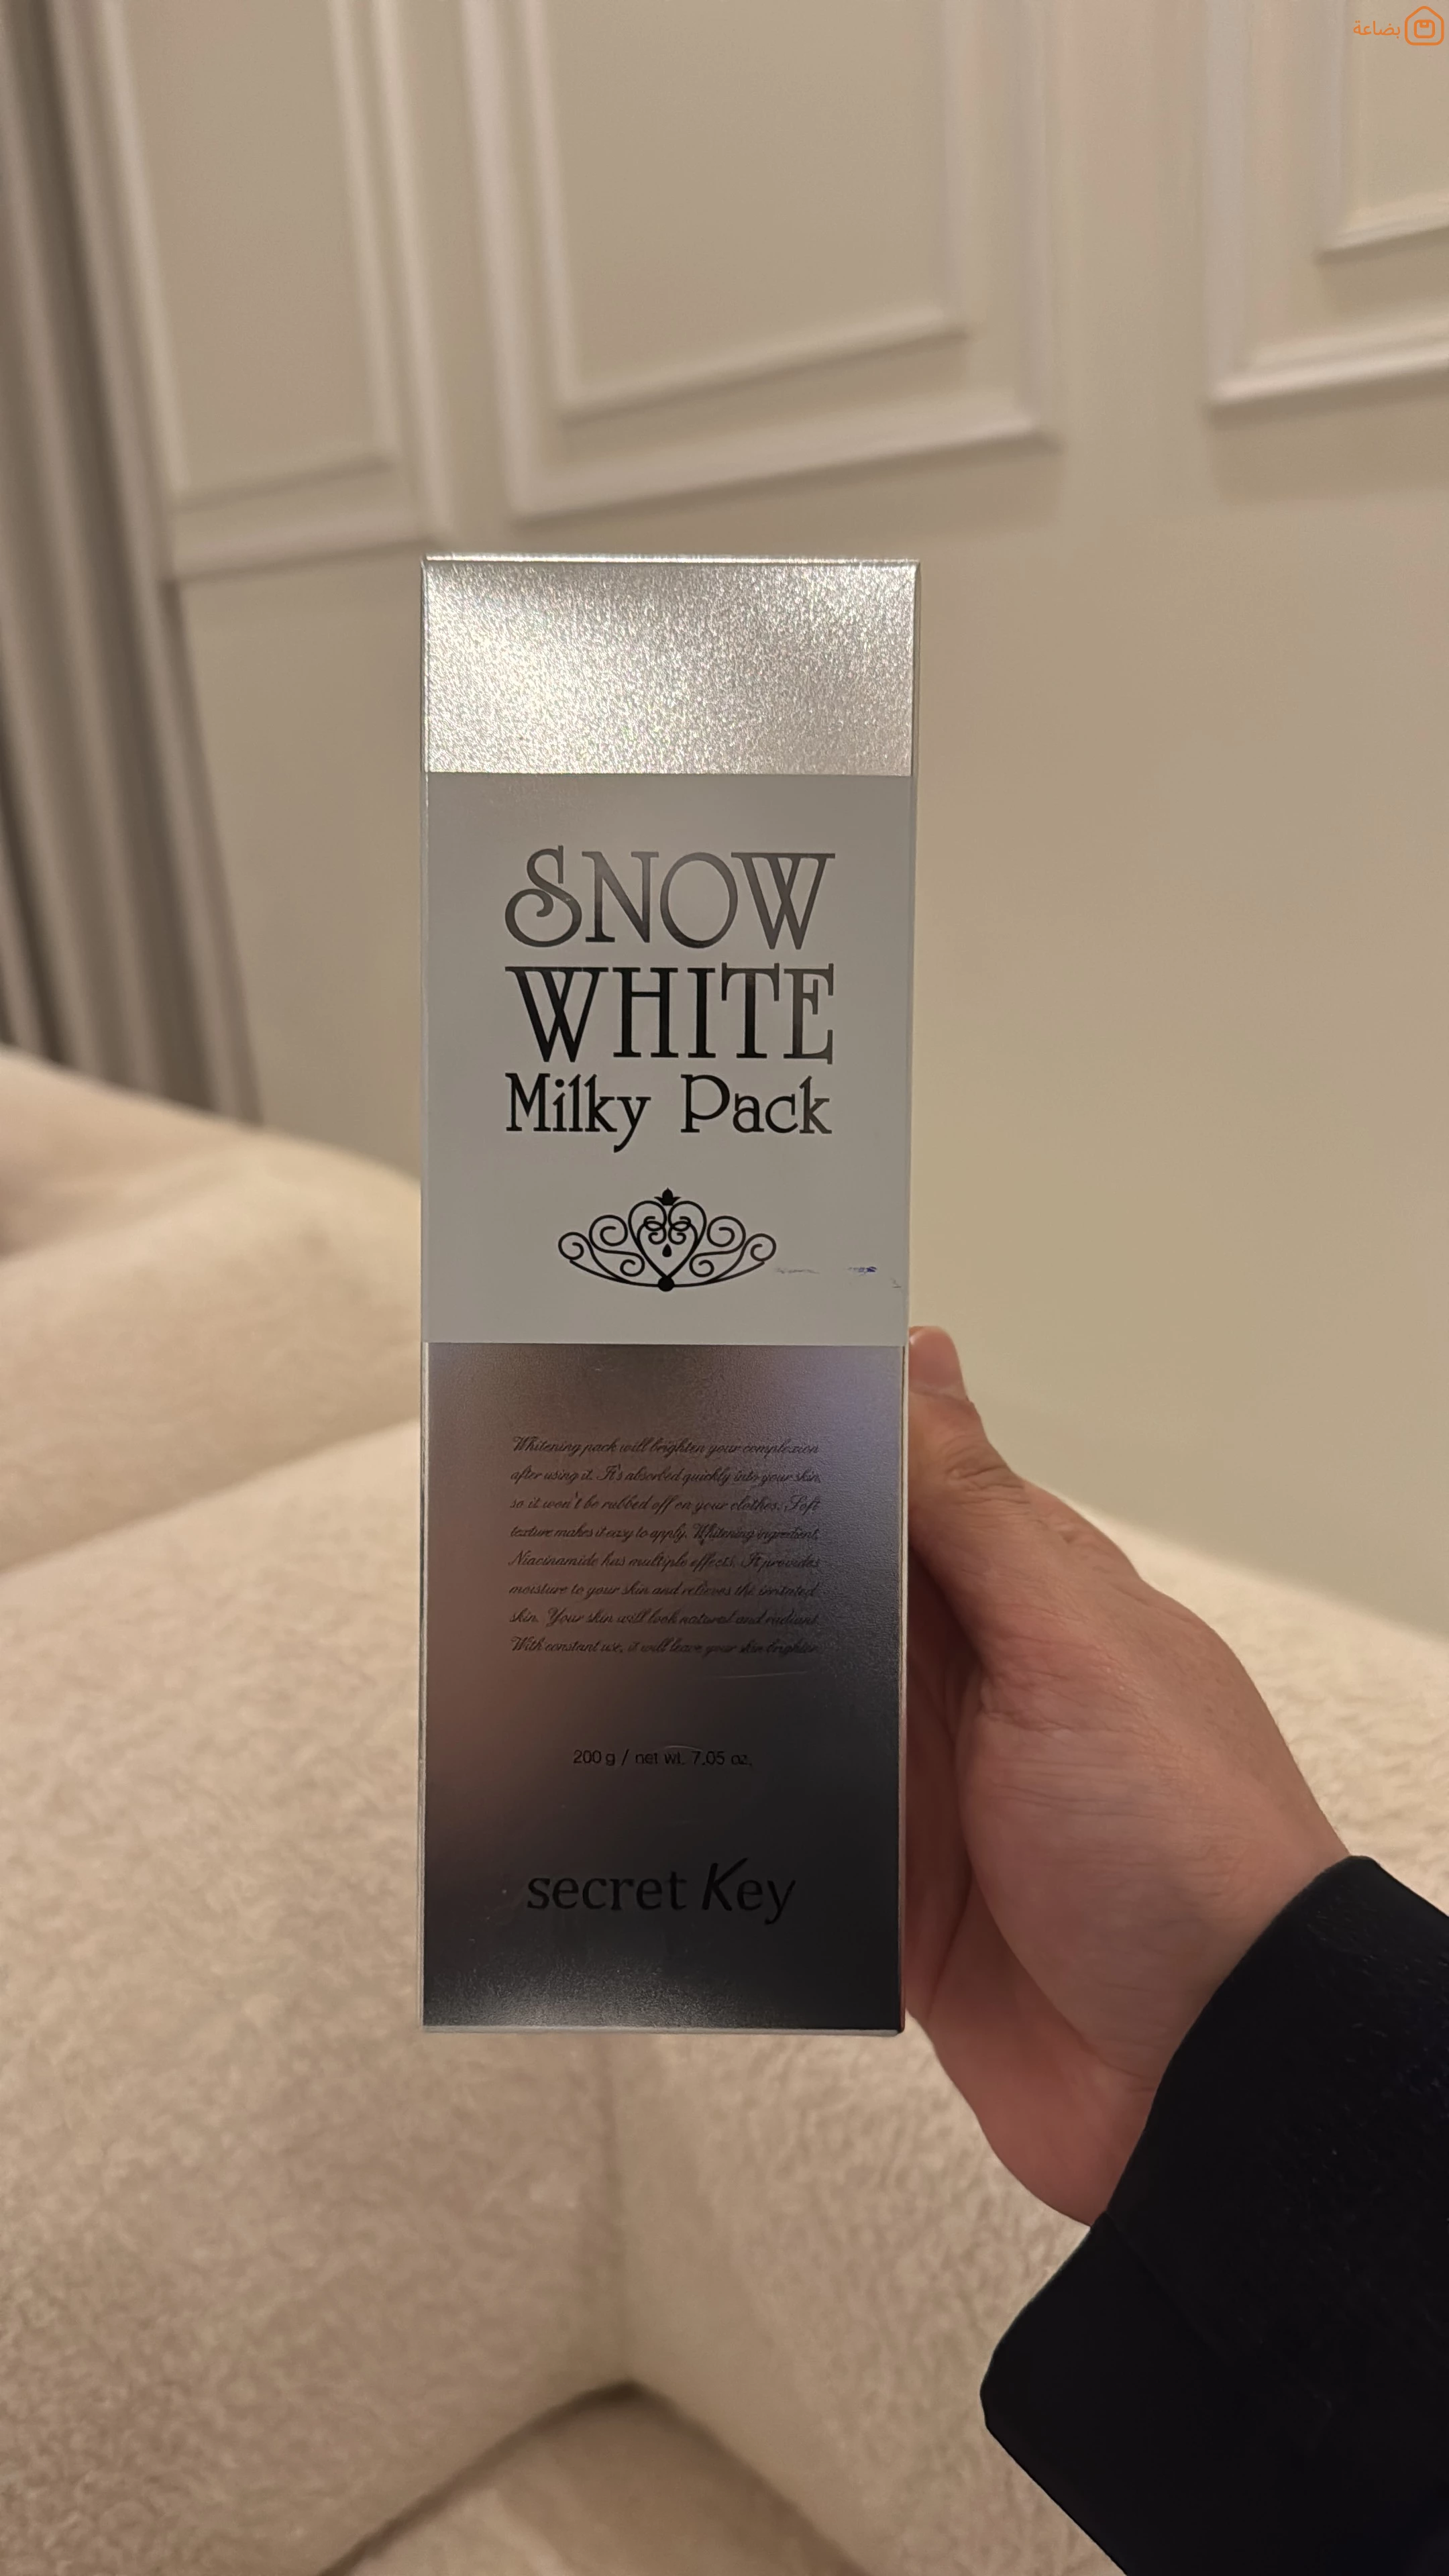 بضاعة
SNOW
WHITE
Milky Pack
Whitening pack will brighten your complexion
after using it. It's absorbed quickly into your skin,
so it won't be rubbed off on your clothes. Soft
texture makes it easy to apply. Whitening ingredient,
Niacinamide has multiple effects. It provides
moisture to your skin and relieves the irritated
skin. Your skin will look natural and radiant.
With constant use, it will leave your skin brighter.
200 g / net wt. 7.05 oz.
secret Key